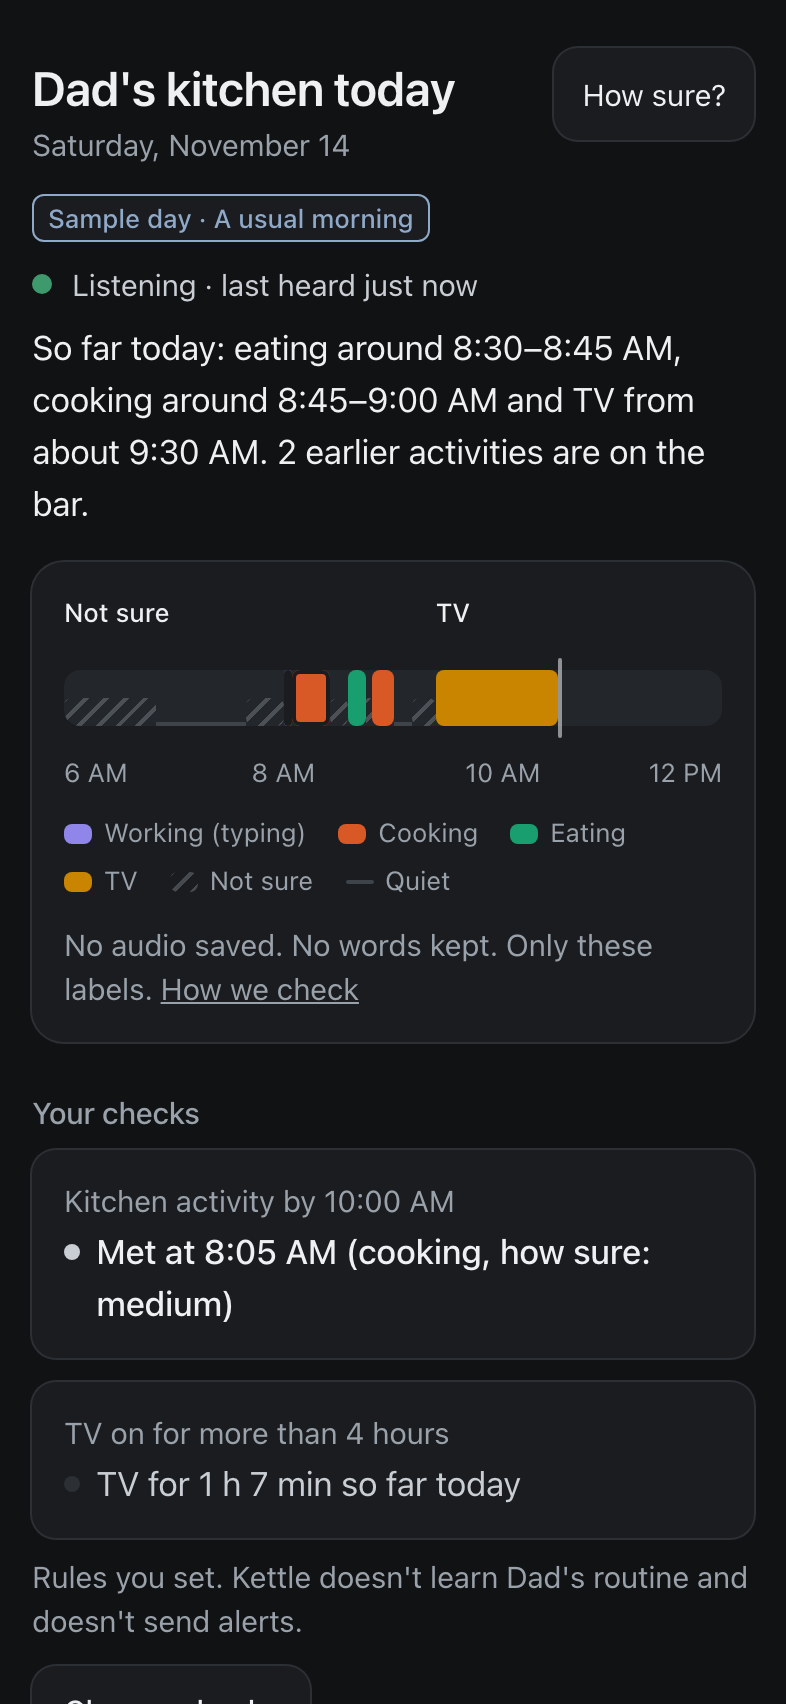 Dad's kitchen today
How sure?
Saturday, November 14
Sample day · A usual morning
Listening · last heard just now
So far today: eating around 8:30–8:45 AM,
cooking around 8:45–9:00 AM and TV from
about 9:30 AM. 2 earlier activities are on the
bar.
Not sure
TV
6 AM
8 AM
10 AM
12 PM
Working (typing)
Cooking
Eating
TV
Not sure
Quiet
No audio saved. No words kept. Only these
labels. How we check
Your checks
Kitchen activity by 10:00 AM
Met at 8:05 AM (cooking, how sure:
medium)
TV on for more than 4 hours
TV for 1 h 7 min so far today
Rules you set. Kettle doesn't learn Dad's routine and
doesn't send alerts.